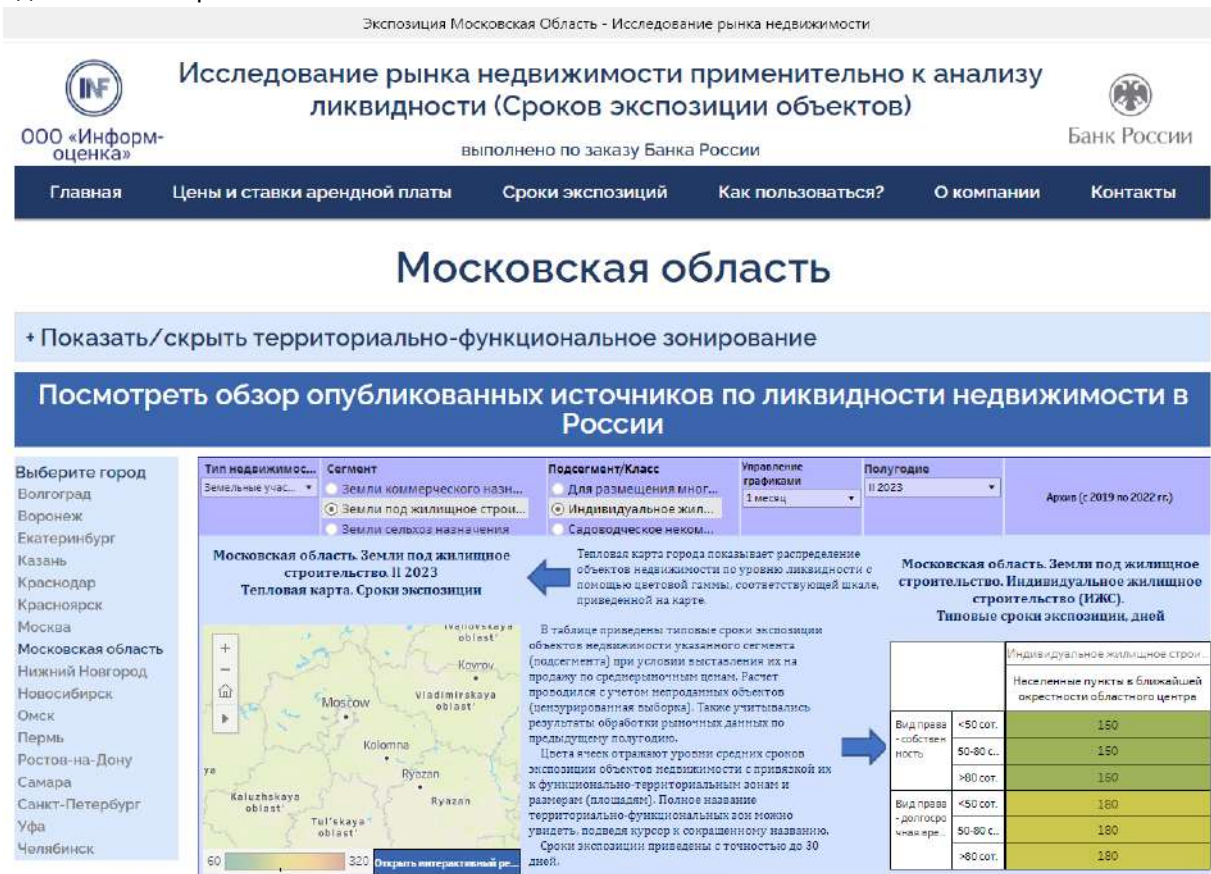 Экспозиция Московская Область - Исследование рынка недвижимости
INF
ООО «Информ-
оценка»
Исследование рынка недвижимости применительно к анализу
ликвидности (Сроков экспозиции объектов)
выполнено по заказу Банка России
Банк России
Главная Цены и ставки арендной платы Сроки экспозиций Как пользоваться? О компании Контакты
Московская область
+ Показать/скрыть территориально-функциональное зонирование
Посмотреть обзор опубликованных источников по ликвидности недвижимости в
России
Выберите город
Волгоград
Воронеж
Екатеринбург
Казань
Краснодар
Красноярск
Москва
Московская область
Нижний Новгород
Новосибирск
Омск
Пермь
Ростов-на-Дону
Самара
Санкт-Петербург
Уфа
Челябинск
Тип недвижимос...
Земельные учас...
Сегмент
Земли коммерческого назн...
Земли под жилищное строи...
Земли сельхоз назначения
Подсегмент/Класс
Для размещения мног...
Индивидуальное жил...
Садоводческое неком...
Управление
графиками
1 месяц
Полугодие
II 2023
Архив (с 2019 по 2022 гг.)
Московская область. Земли под жилищное
строительство. II 2023
Тепловая карта. Сроки экспозиции
Тепловая карта города показывает распределение
объектов недвижимости по уровню ликвидности с
помощью цветовой гаммы, соответствующей шкале,
приведенной на карте.
Ivanovskaya
oblast'
Kovrov
Vladimirskaya
oblast'
Moscow
Kolomna
Ryazan
Ryazan
Kaluzhskaya
oblast'
Tul'skaya
oblast'
60 320 Открыть интерактивный ре...
В таблице приведены типовые сроки экспозиции
объектов недвижимости указанного сегмента
(подсегмента) при условии выставления их на
продажу по среднерыночным ценам. Расчет
проводился с учетом непроданных объектов
(цензурированная выборка). Также учитывались
результаты обработки рыночных данных по
предыдущему полугодию.
Цвета ячеек отражают уровни средних сроков
экспозиции объектов недвижимости с привязкой их
к функционально-территориальным зонам и
размерам (площадям). Полное название
территориально-функциональных зон можно
увидеть, подведя курсор к сокращенному названию.
Сроки экспозиции приведены с точностью до 30
дней.
Московская область. Земли под жилищное
строительство. Индивидуальное жилищное
строительство (ИЖС).
Типовые сроки экспозиции, дней
Индивидуальное жилищное строи...
Населенные пункты в ближайшей
окрестности областного центра
Вид права
- собствен
ность
<50 сот. 150
50-80 с... 150
>80 сот. 150
Вид права
- долгосро
чная аре...
<50 сот. 180
50-80 с... 180
>80 сот. 180